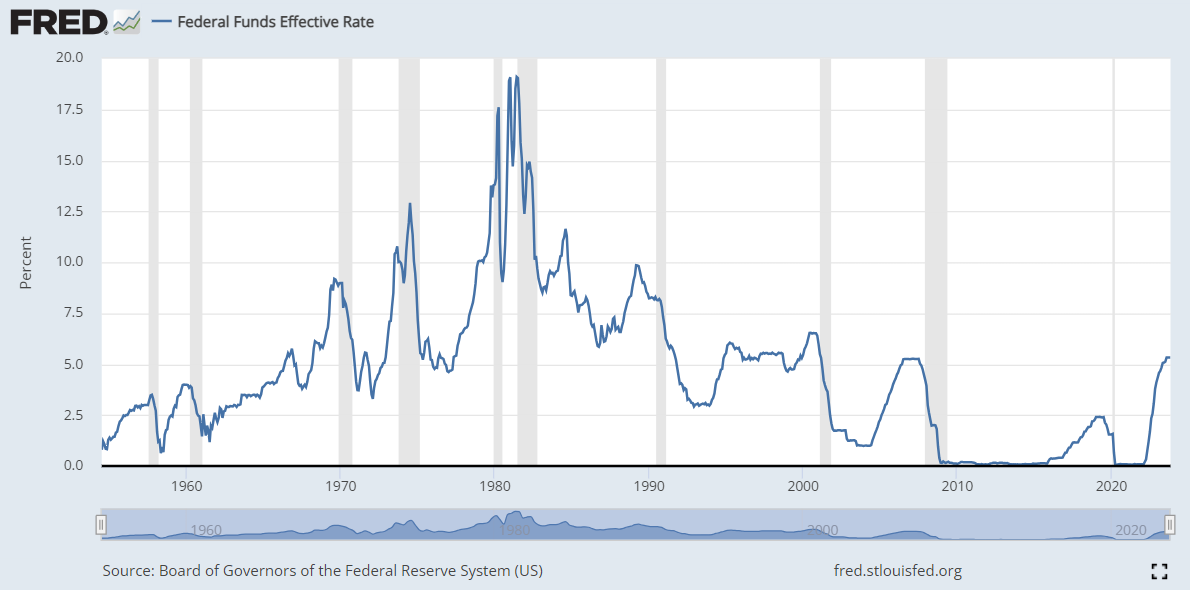 FRED
Federal Funds Effective Rate
20.0
17.5
15.0
12.5
10.0
7.5
5.0
2.5
0.0
Percent
1960 1970 1980 1990 2000 2010 2020
1960 1980 2000 2020
Source: Board of Governors of the Federal Reserve System (US)
fred.stlouisfed.org